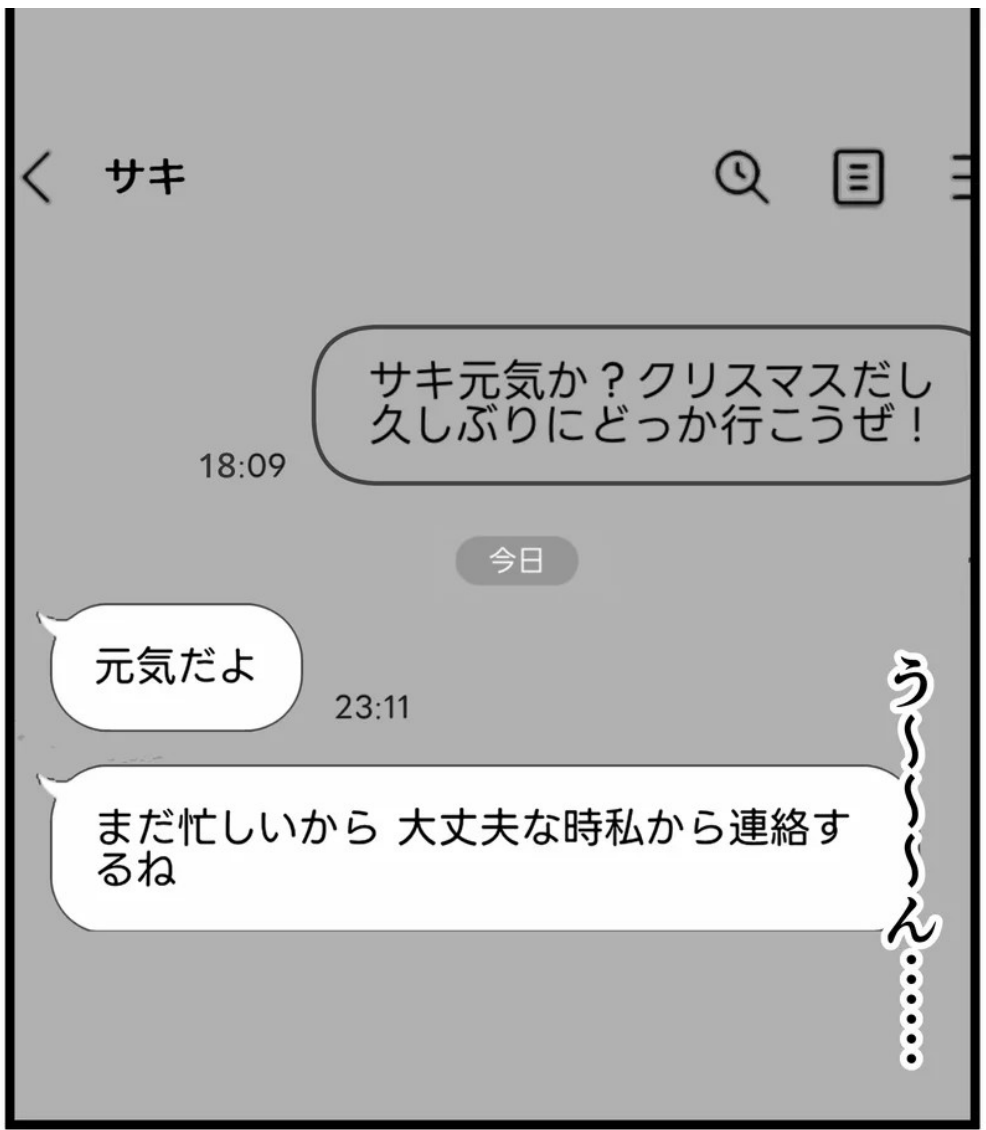 サキ
サキ元気か？クリスマスだし
久しぶりにどっか行こうぜ！
18:09
今日
元気だよ
23:11
まだ忙しいから 大丈夫な時私から連絡す
るね
う〜〜〜ん……